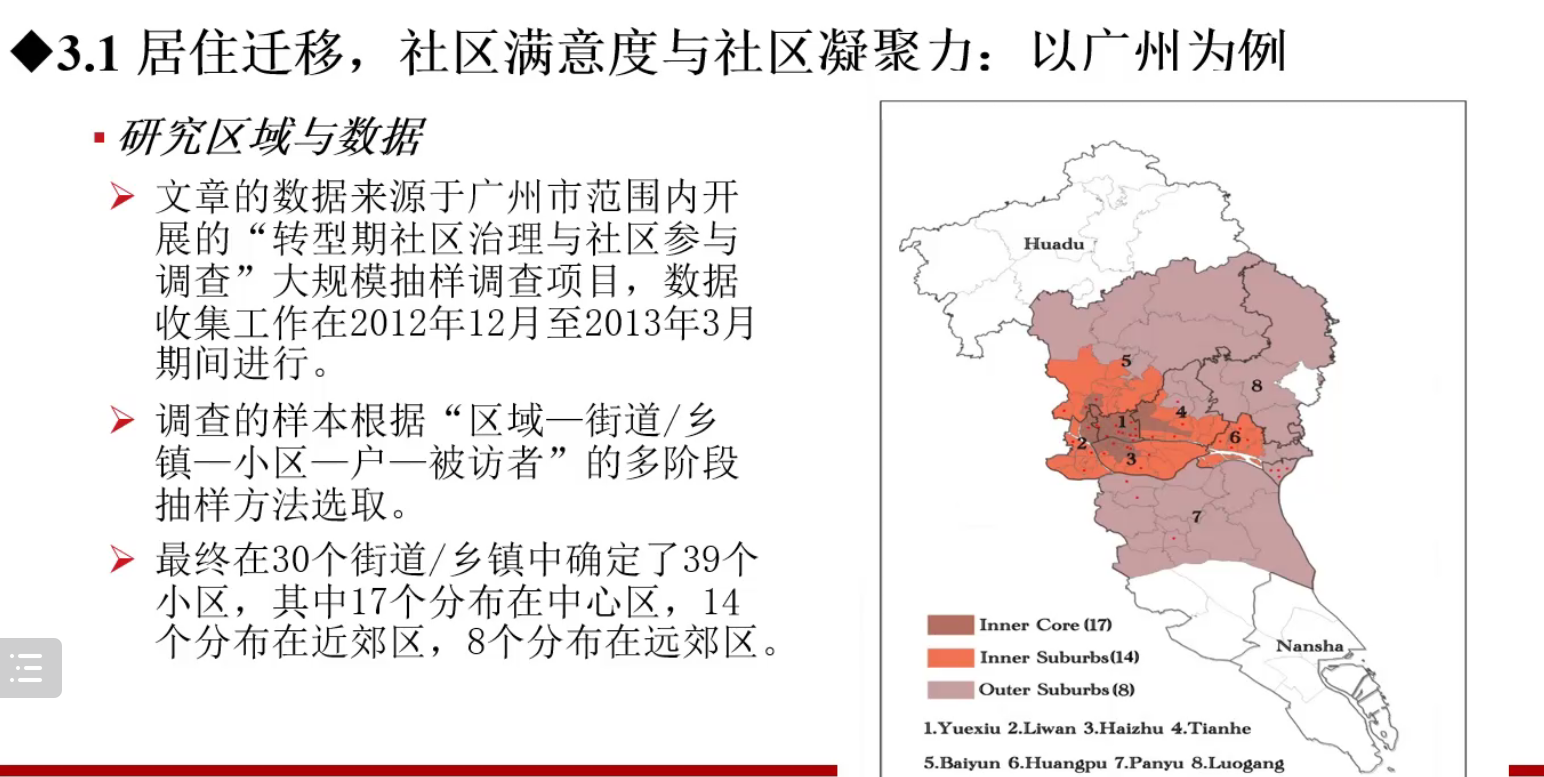 ◆3.1 居住迁移，社区满意度与社区凝聚力：以广州为例
▪ 研究区域与数据
➢ 文章的数据来源于广州市范围内开
展的“转型期社区治理与社区参与
调查”大规模抽样调查项目，数据
收集工作在2012年12月至2013年3月
期间进行。
➢ 调查的样本根据“区域—街道/乡
镇—小区—户—被访者”的多阶段
抽样方法选取。
➢ 最终在30个街道/乡镇中确定了39个
小区，其中17个分布在中心区，14
个分布在近郊区，8个分布在远郊区。
Huadu
5
8
1
4
2
6
3
7
Nansha
Inner Core (17)
Inner Suburbs(14)
Outer Suburbs (8)
1.Yuexiu 2.Liwan 3.Haizhu 4.Tianhe
5.Baiyun 6.Huangpu 7.Panyu 8.Luogang